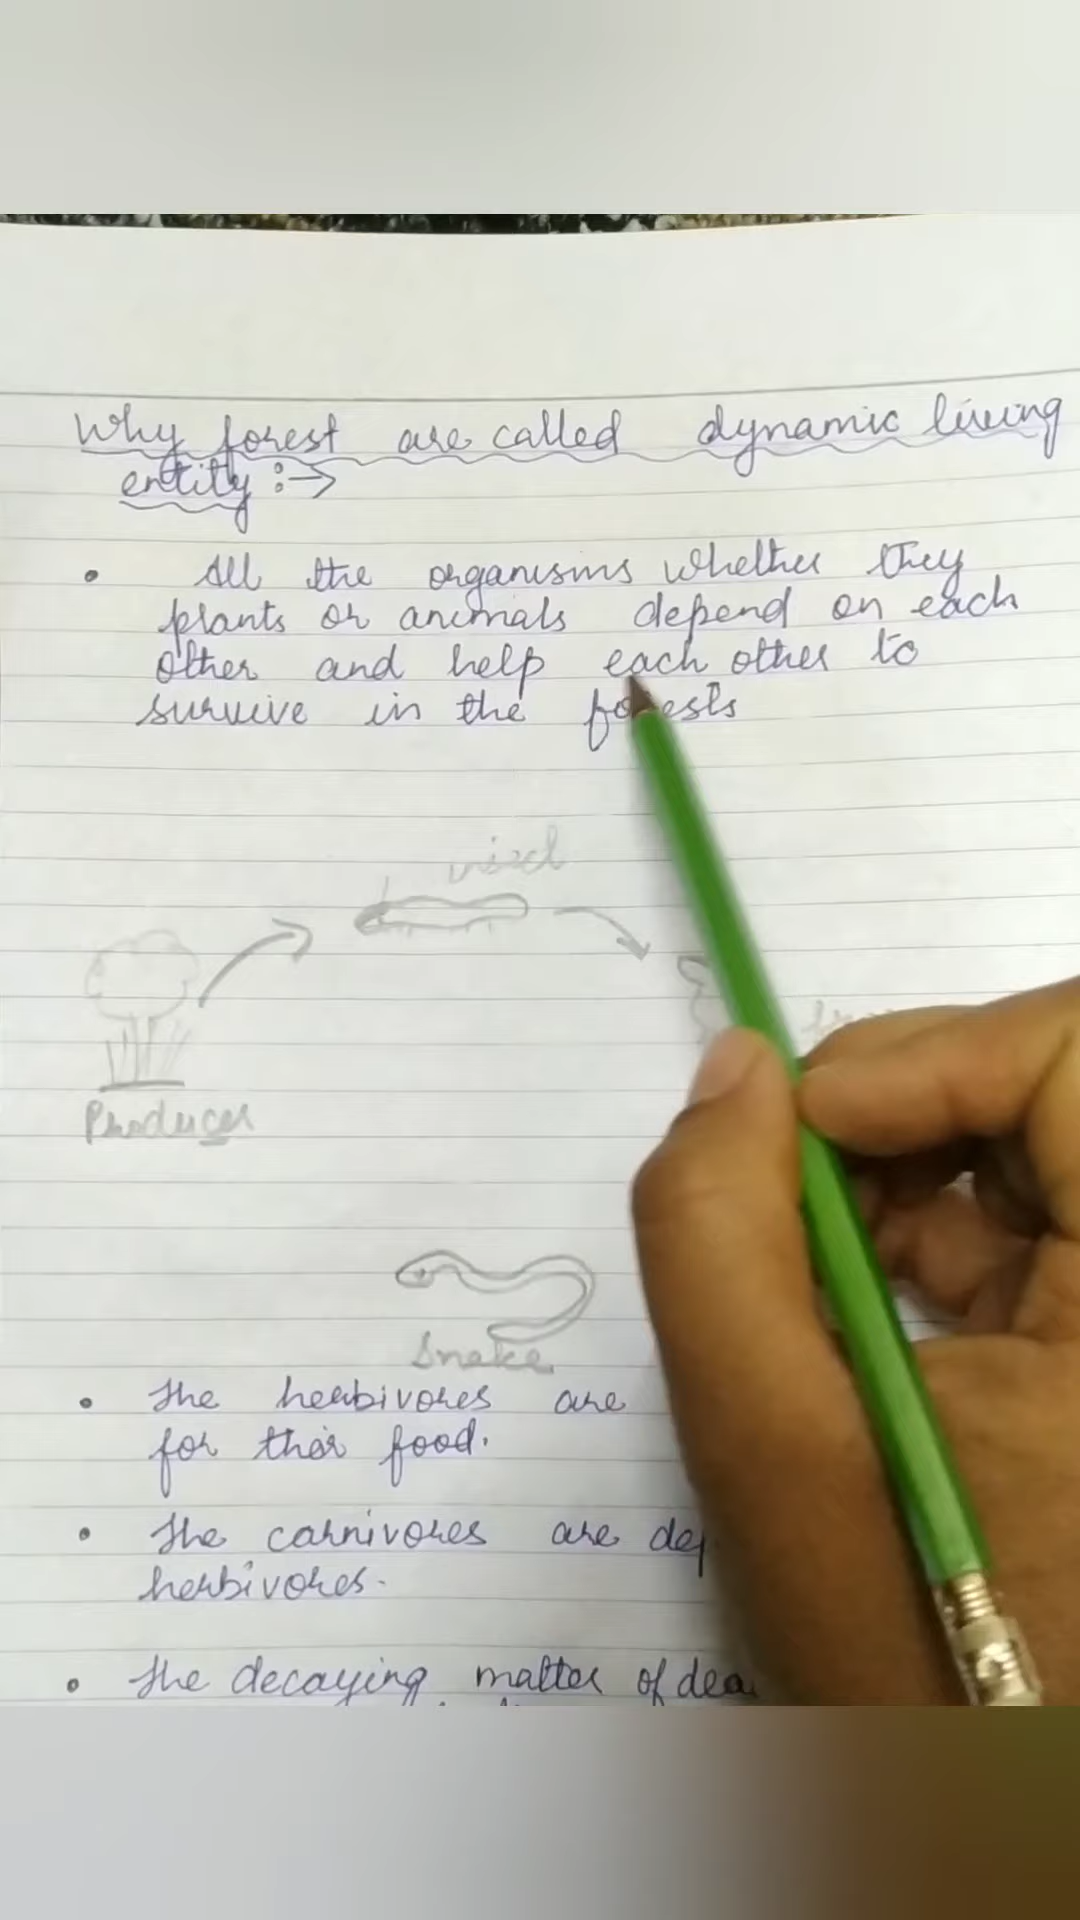 Why forest are called dynamic living
entity :→
• All the organisms whether they
plants or animals depend on each
other and help each other to
survive in the forests
Producer
Snake
• The herbivores are
for their food.
• The carnivores are dep
herbivores.
• The decaying matter of dea